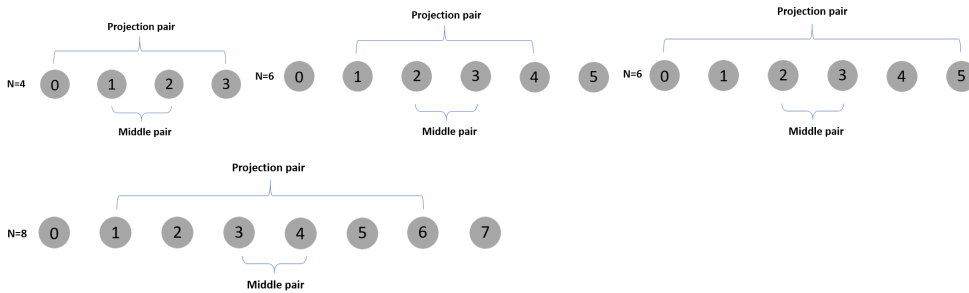 Projection pair
N=4 0 1 2 3
Middle pair
Projection pair
N=6 0 1 2 3 4 5
Middle pair
Projection pair
N=6 0 1 2 3 4 5
Middle pair
Projection pair
N=8 0 1 2 3 4 5 6 7
Middle pair